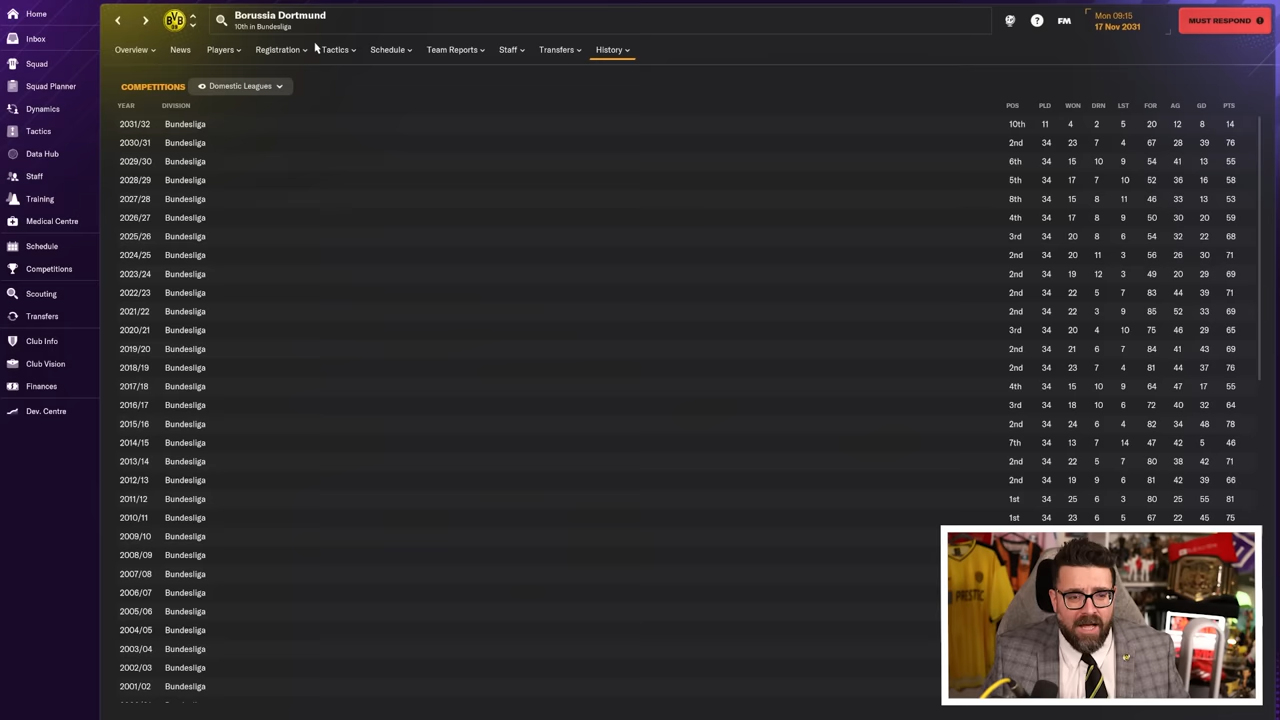 Borussia Dortmund
10th in Bundesliga
Mon 09:15
17 Nov 2031
MUST RESPOND
FM
Home
Inbox
Squad
Squad Planner
Dynamics
Tactics
Data Hub
Staff
Training
Medical Centre
Schedule
Competitions
Scouting
Transfers
Club Info
Club Vision
Finances
Dev. Centre
Overview News Players Registration Tactics Schedule Team Reports Staff Transfers History
COMPETITIONS Domestic Leagues
YEAR DIVISION POS PLD WON DRN LST FOR AG GD PTS
2031/32 Bundesliga 10th 11 4 2 5 20 12 8 14
2030/31 Bundesliga 2nd 34 23 7 4 67 28 39 76
2029/30 Bundesliga 6th 34 15 10 9 54 41 13 55
2028/29 Bundesliga 5th 34 17 7 10 52 36 16 58
2027/28 Bundesliga 8th 34 15 8 11 46 33 13 53
2026/27 Bundesliga 4th 34 17 8 9 50 30 20 59
2025/26 Bundesliga 3rd 34 20 8 6 54 32 22 68
2024/25 Bundesliga 2nd 34 20 11 3 56 26 30 71
2023/24 Bundesliga 2nd 34 19 12 3 49 20 29 69
2022/23 Bundesliga 2nd 34 22 5 7 83 44 39 71
2021/22 Bundesliga 2nd 34 22 3 9 85 52 33 69
2020/21 Bundesliga 3rd 34 20 4 10 75 46 29 65
2019/20 Bundesliga 2nd 34 21 6 7 84 41 43 69
2018/19 Bundesliga 2nd 34 23 7 4 81 44 37 76
2017/18 Bundesliga 4th 34 15 10 9 64 47 17 55
2016/17 Bundesliga 3rd 34 18 10 6 72 40 32 64
2015/16 Bundesliga 2nd 34 24 6 4 82 34 48 78
2014/15 Bundesliga 7th 34 13 7 14 47 42 5 46
2013/14 Bundesliga 2nd 34 22 5 7 80 38 42 71
2012/13 Bundesliga 2nd 34 19 9 6 81 42 39 66
2011/12 Bundesliga 1st 34 25 6 3 80 25 55 81
2010/11 Bundesliga 1st 34 23 6 5 67 22 45 75
2009/10 Bundesliga
2008/09 Bundesliga
2007/08 Bundesliga
2006/07 Bundesliga
2005/06 Bundesliga
2004/05 Bundesliga
2003/04 Bundesliga
2002/03 Bundesliga
2001/02 Bundesliga